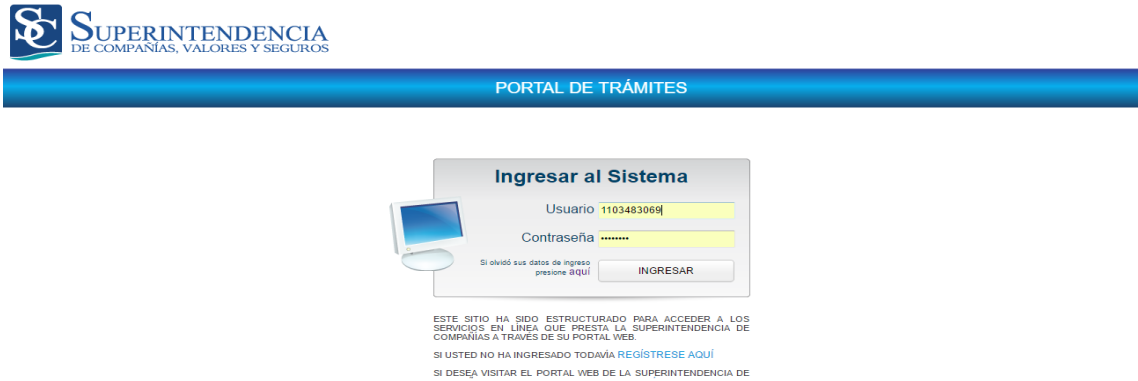 SC SUPERINTENDENCIA
DE COMPAÑÍAS, VALORES Y SEGUROS
PORTAL DE TRÁMITES
Ingresar al Sistema
Usuario 1103483069
Contraseña ••••••••
Si olvidó sus datos de ingreso
presione aquí
INGRESAR
ESTE SITIO HA SIDO ESTRUCTURADO PARA ACCEDER A LOS
SERVICIOS EN LÍNEA QUE PRESTA LA SUPERINTENDENCIA DE
COMPAÑÍAS A TRAVÉS DE SU PORTAL WEB.
SI USTED NO HA INGRESADO TODAVÍA REGÍSTRESE AQUÍ
SI DESEA VISITAR EL PORTAL WEB DE LA SUPERINTENDENCIA DE